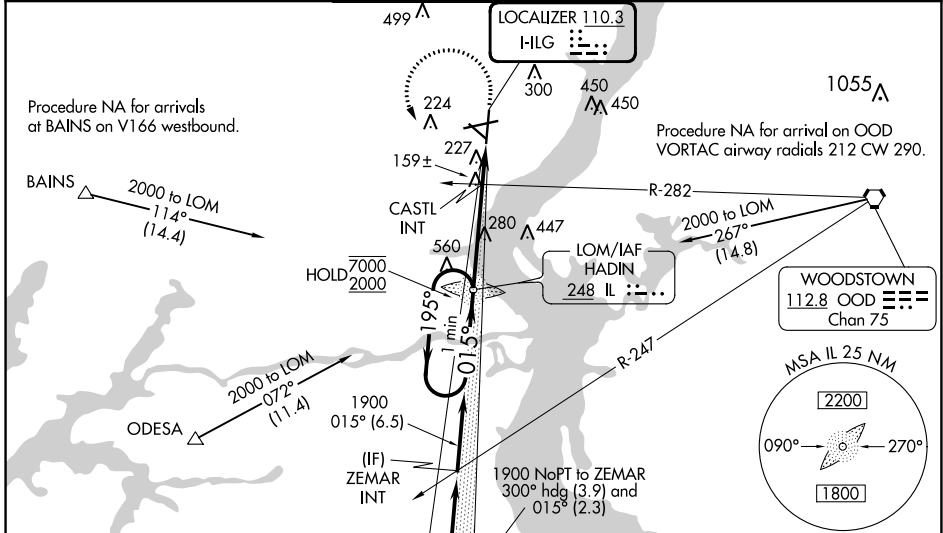 499
LOCALIZER 110.3
I-ILG
300
450
450
1055
224
Procedure NA for arrivals
at BAINS on V166 westbound.
Procedure NA for arrival on OOD
VORTAC airway radials 212 CW 290.
227
159±
BAINS
2000 to LOM
114°
(14.4)
CASTL
INT
R-282
2000 to LOM
267°
(14.8)
280
447
560
HOLD 7000
2000
LOM/IAF
HADIN
248 IL
WOODSTOWN
112.8 OOD
Chan 75
195°
1 min
015°
R-247
2000 to LOM
072°
(11.4)
ODESA
1900
015° (6.5)
(IF)
ZEMAR
INT
1900 NoPT to ZEMAR
300° hdg (3.9) and
015° (2.3)
MSA IL 25 NM
2200
090°
270°
1800